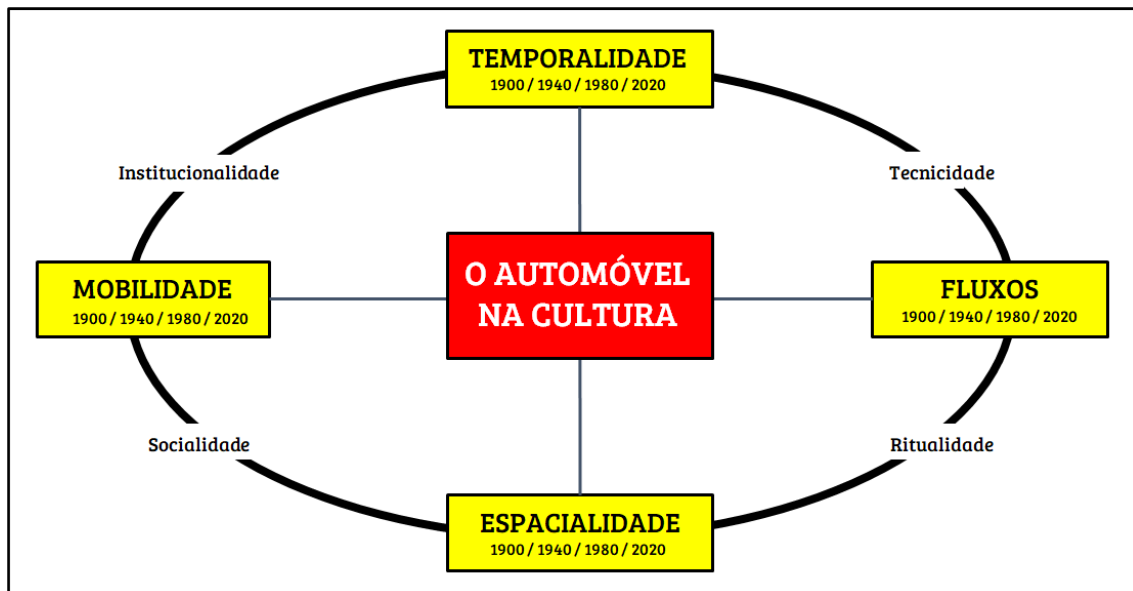 TEMPORALIDADE
1900 / 1940 / 1980 / 2020
Institucionalidade
Tecnicidade
MOBILIDADE
1900 / 1940 / 1980 / 2020
O AUTOMÓVEL
NA CULTURA
FLUXOS
1900 / 1940 / 1980 / 2020
Socialidade
Ritualidade
ESPACIALIDADE
1900 / 1940 / 1980 / 2020